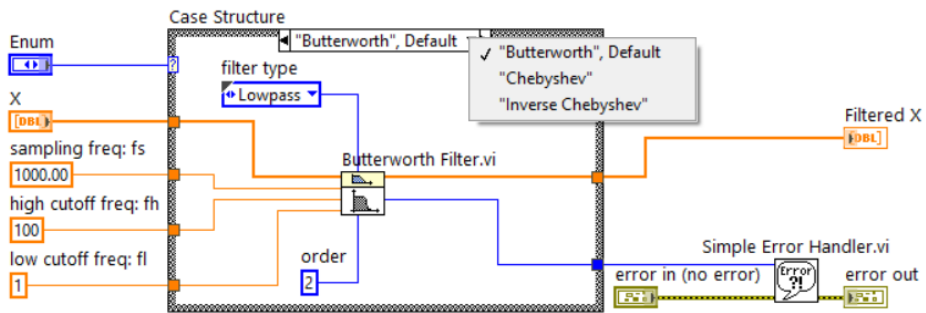 Case Structure
"Butterworth", Default
Enum
?
filter type
Lowpass
✓ "Butterworth", Default
"Chebyshev"
"Inverse Chebyshev"
X
[DBL]
Filtered X
DBL]
sampling freq: fs
1000.00
Butterworth Filter.vi
high cutoff freq: fh
100
low cutoff freq: fl
1
order
2
Simple Error Handler.vi
Error
?!
error in (no error)
error out